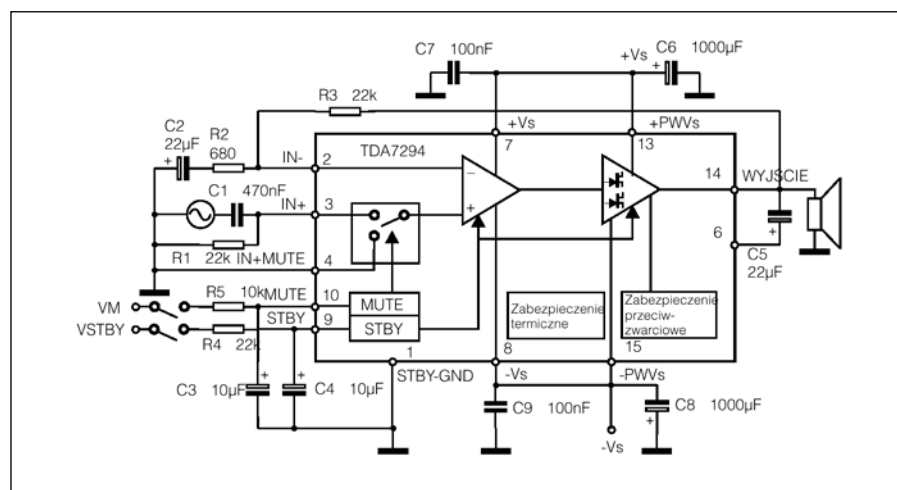 C7 100nF
+Vs
C6 1000µF
R3 22k
+Vs
+PWVs
C2
22µF
R2
680
IN-
2
TDA7294
7
13
14
WYJSCIE
C1 470nF
IN+
3
−
+
+
+
+
R1 22k
IN+MUTE
4
6
C5
22µF
+
VM
R5 10k
MUTE
10
MUTE
VSTBY
R4 22k
STBY
9
STBY
Zabezpieczenie
termiczne
Zabezpieczenie
przeciw-
zwarciowe
1
8
15
STBY-GND
-Vs
-PWVs
C3 10µF
+
C4 10µF
+
C9 100nF
C8 1000µF
+
-Vs